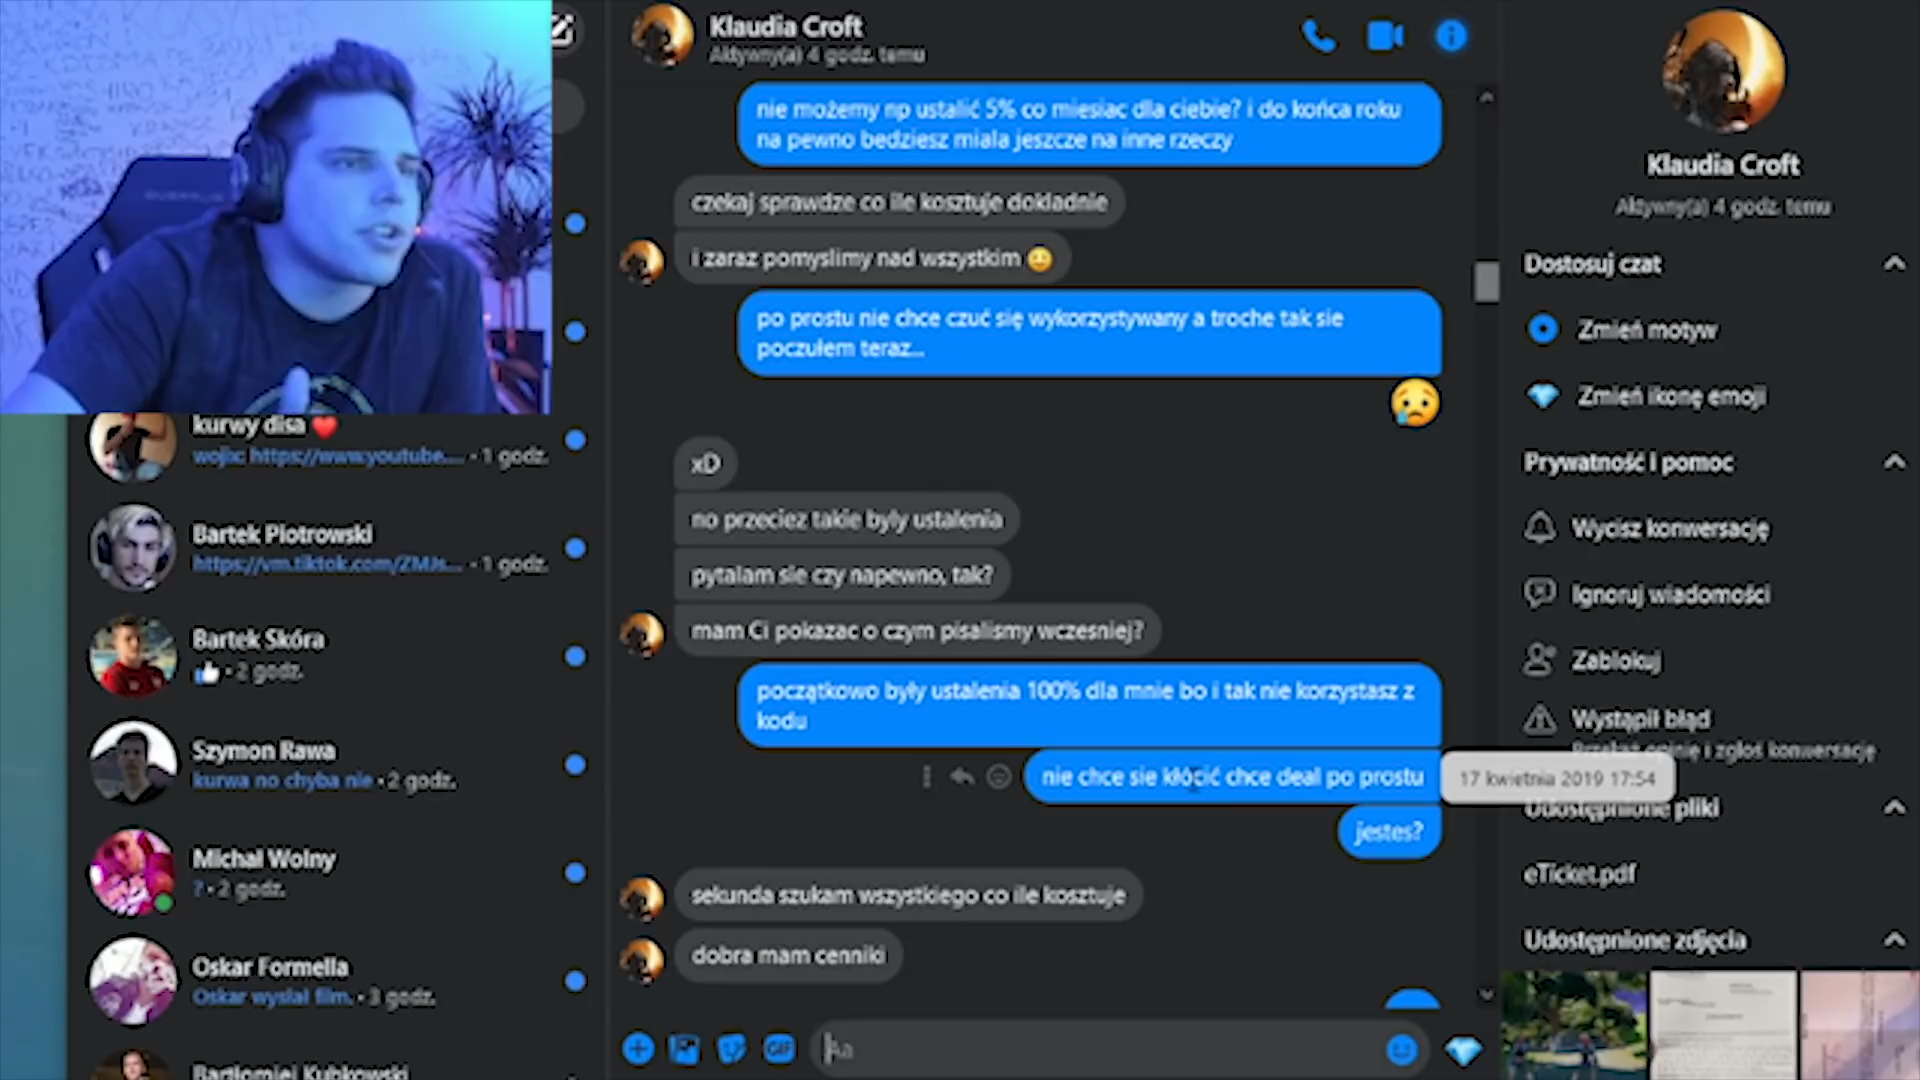 Klaudia Croft
Aktywny(a) 4 godz. temu
nie możemy np ustalić 5% co miesiac dla ciebie? i do końca roku
na pewno bedziesz miala jeszcze na inne rzeczy
czekaj sprawdze co ile kosztuje dokladnie
i zaraz pomyslimy nad wszystkim
po prostu nie chce czuć się wykorzystywany a troche tak sie
poczułem teraz...
xD
no przeciez takie byly ustalenia
pytalam sie czy napewno, tak?
mam Ci pokazac o czym pisalismy wczesniej?
początkowo były ustalenia 100% dla mnie bo i tak nie korzystasz z
kodu
nie chce sie kłócić chce deal po prostu
17 kwietnia 2019 17:54
jestes?
sekunda szukam wszystkiego co ile kosztuje
dobra mam cenniki
Aa
GIF
kurwy disa
wojix: https://www.youtube.... · 1 godz.
Bartek Piotrowski
https://vm.tiktok.com/ZMJs... · 1 godz.
Bartek Skóra
· 2 godz.
Szymon Rawa
kurwa no chyba nie · 2 godz.
Michał Wolny
? · 2 godz.
Oskar Formella
Oskar wysłał film. · 3 godz.
Bartłomiej Kubkowski
Klaudia Croft
Aktywny(a) 4 godz. temu
Dostosuj czat
Zmień motyw
Zmień ikonę emoji
Prywatność i pomoc
Wycisz konwersację
Ignoruj wiadomości
Zablokuj
Wystąpił błąd
Przekaż opinię i zgłoś konwersację
Udostępnione pliki
eTicket.pdf
Udostępnione zdjęcia